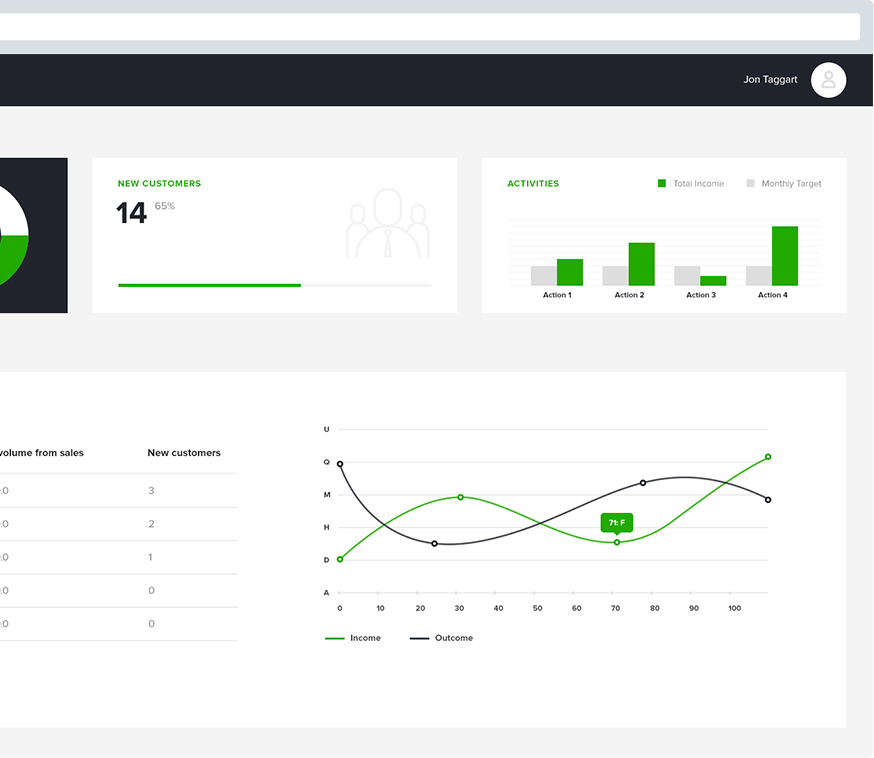 Jon Taggart
NEW CUSTOMERS
14 65%
ACTIVITIES
Total Income Monthly Target
Action 1 Action 2 Action 3 Action 4
volume from sales New customers
.0 3
.0 2
.0 1
.0 0
.0 0
U
Q
M
H
71: F
D
A
0 10 20 30 40 50 60 70 80 90 100
Income Outcome